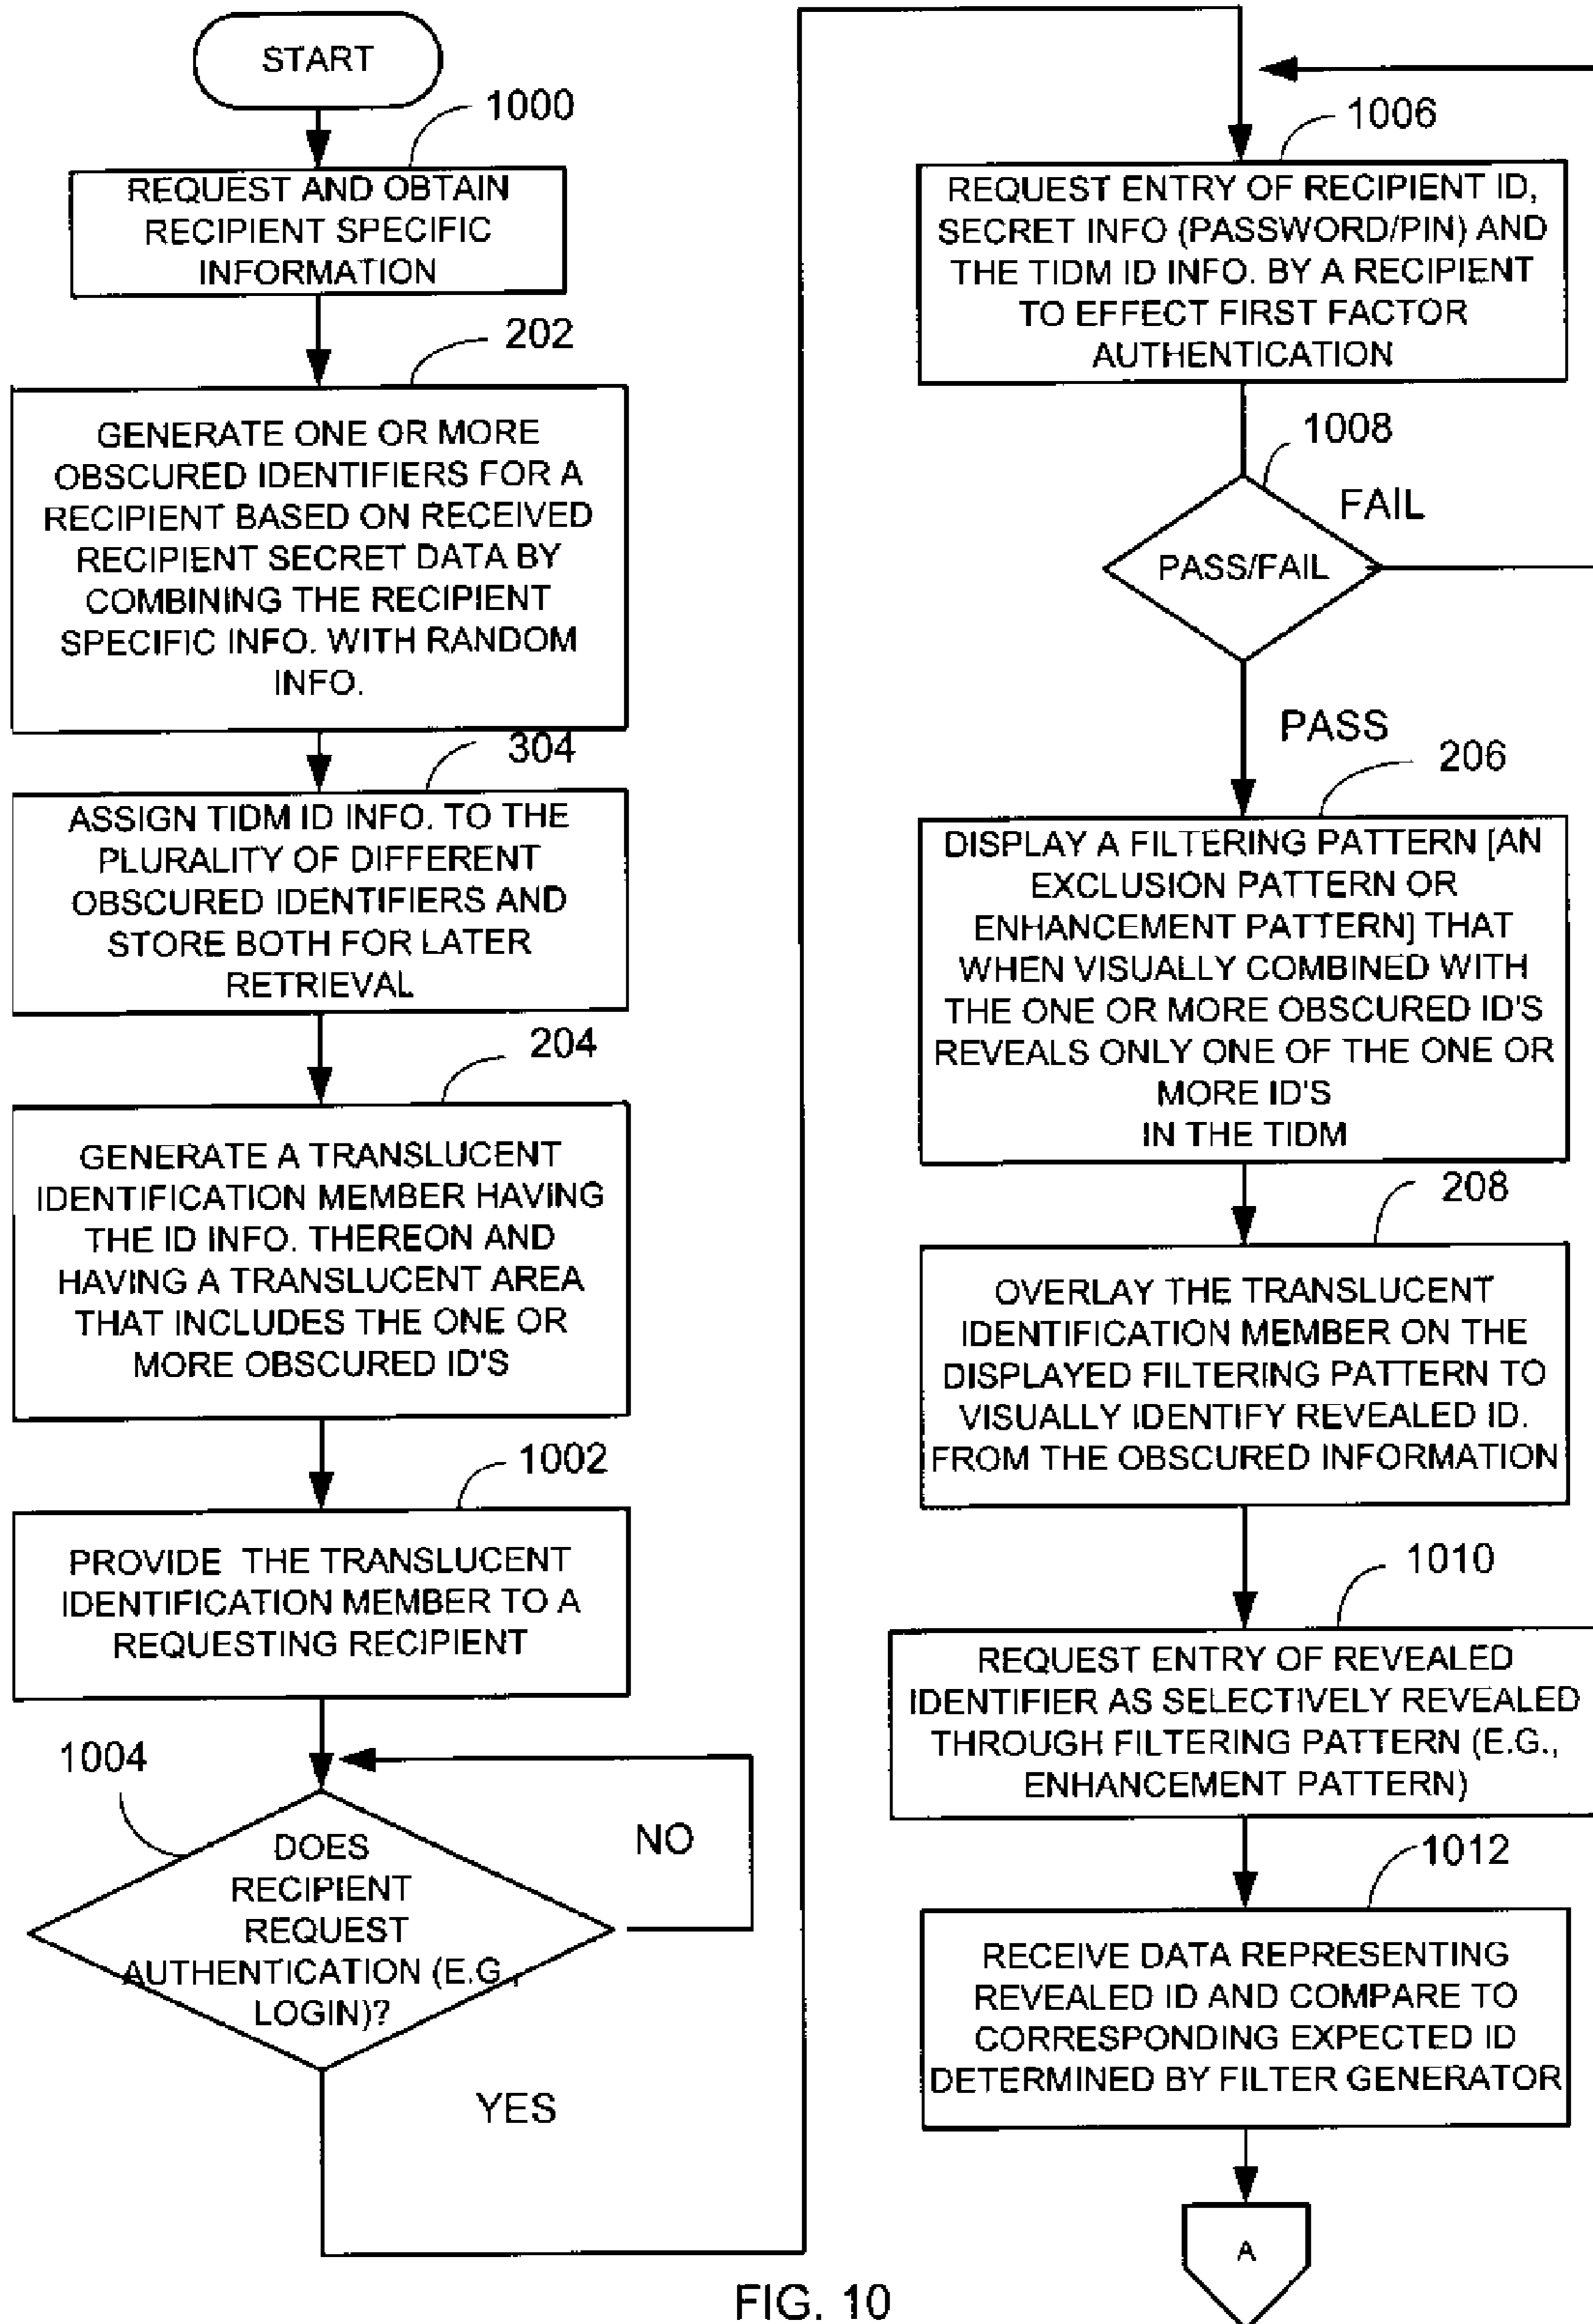 START
1000
REQUEST AND OBTAIN
RECIPIENT SPECIFIC
INFORMATION
202
GENERATE ONE OR MORE
OBSCURED IDENTIFIERS FOR A
RECIPIENT BASED ON RECEIVED
RECIPIENT SECRET DATA BY
COMBINING THE RECIPIENT
SPECIFIC INFO. WITH RANDOM
INFO.
304
ASSIGN TIDM ID INFO. TO THE
PLURALITY OF DIFFERENT
OBSCURED IDENTIFIERS AND
STORE BOTH FOR LATER
RETRIEVAL
204
GENERATE A TRANSLUCENT
IDENTIFICATION MEMBER HAVING
THE ID INFO. THEREON AND
HAVING A TRANSLUCENT AREA
THAT INCLUDES THE ONE OR
MORE OBSCURED ID'S
1002
PROVIDE THE TRANSLUCENT
IDENTIFICATION MEMBER TO A
REQUESTING RECIPIENT
1004
DOES
RECIPIENT
REQUEST
AUTHENTICATION (E.G.,
LOGIN)?
NO
YES
1006
REQUEST ENTRY OF RECIPIENT ID,
SECRET INFO (PASSWORD/PIN) AND
THE TIDM ID INFO. BY A RECIPIENT
TO EFFECT FIRST FACTOR
AUTHENTICATION
1008
PASS/FAIL
FAIL
PASS
206
DISPLAY A FILTERING PATTERN [AN
EXCLUSION PATTERN OR
ENHANCEMENT PATTERN] THAT
WHEN VISUALLY COMBINED WITH
THE ONE OR MORE OBSCURED ID'S
REVEALS ONLY ONE OF THE ONE OR
MORE ID'S
IN THE TIDM
208
OVERLAY THE TRANSLUCENT
IDENTIFICATION MEMBER ON THE
DISPLAYED FILTERING PATTERN TO
VISUALLY IDENTIFY REVEALED ID.
FROM THE OBSCURED INFORMATION
1010
REQUEST ENTRY OF REVEALED
IDENTIFIER AS SELECTIVELY REVEALED
THROUGH FILTERING PATTERN (E.G.,
ENHANCEMENT PATTERN)
1012
RECEIVE DATA REPRESENTING
REVEALED ID AND COMPARE TO
CORRESPONDING EXPECTED ID
DETERMINED BY FILTER GENERATOR
A
FIG. 10